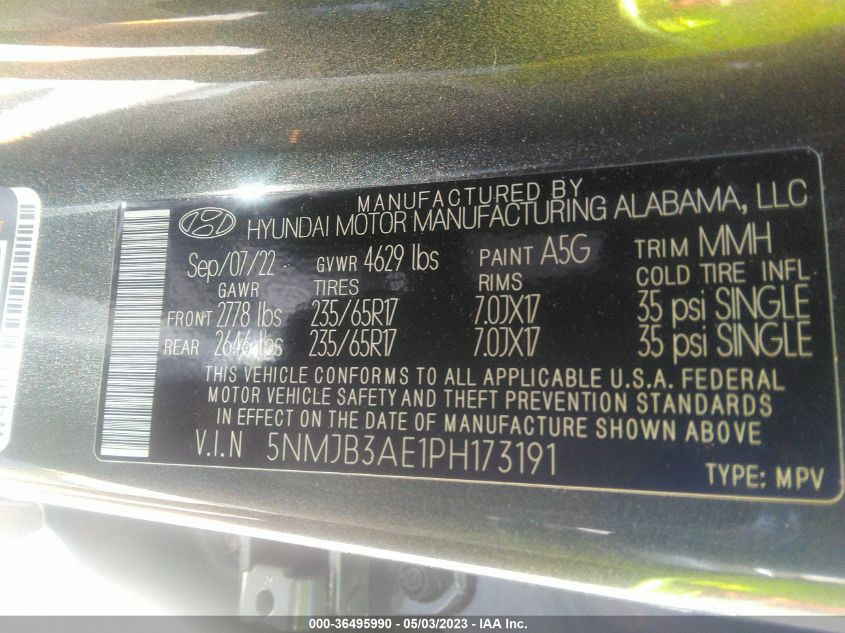 MANUFACTURED BY
HYUNDAI MOTOR MANUFACTURING ALABAMA, LLC
Sep/07/22 GVWR 4629 lbs PAINT A5G TRIM MMH
GAWR TIRES RIMS COLD TIRE INFL
FRONT 2778 lbs 235/65R17 7.0JX17 35 psi SINGLE
REAR 2646 lbs 235/65R17 7.0JX17 35 psi SINGLE
THIS VEHICLE CONFORMS TO ALL APPLICABLE U.S.A. FEDERAL
MOTOR VEHICLE SAFETY AND THEFT PREVENTION STANDARDS
IN EFFECT ON THE DATE OF MANUFACTURE SHOWN ABOVE
V.I.N 5NMJB3AE1PH173191
TYPE: MPV
000-36495990 — 05/03/2023 — IAA Inc.